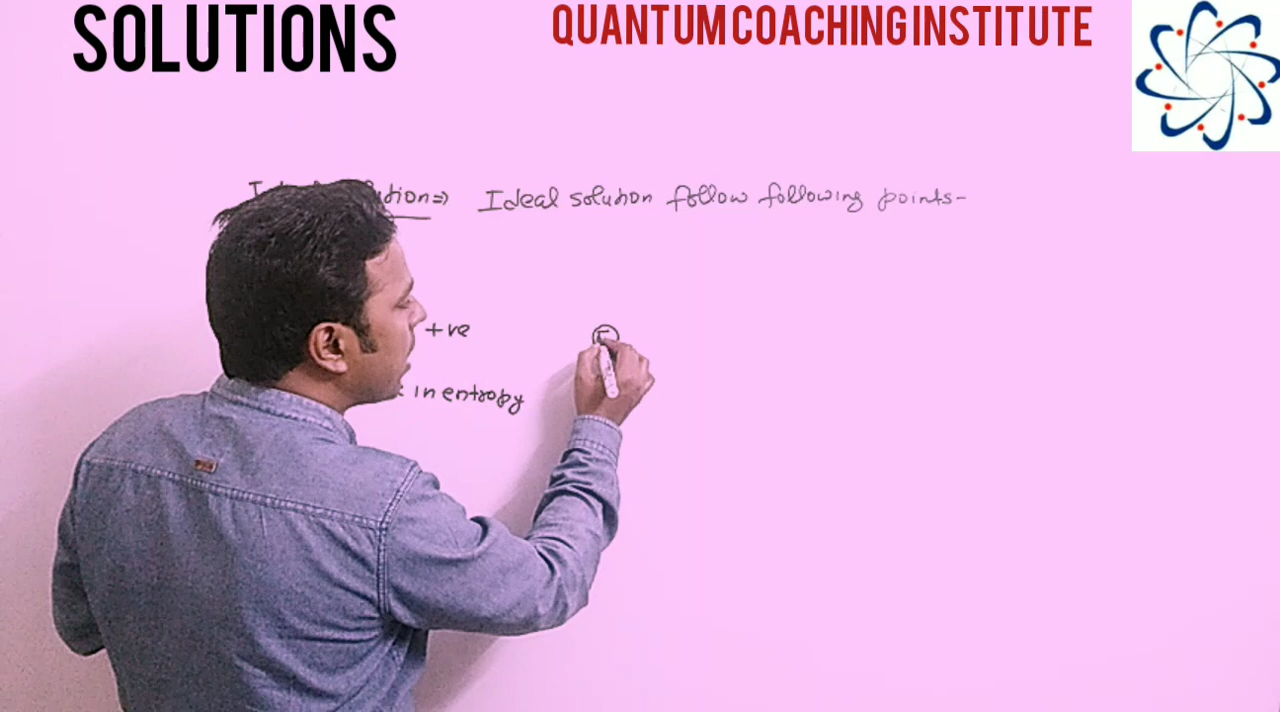 SOLUTIONS
QUANTUM COACHING INSTITUTE
Ideal solution follow following points-
+ve
in entropy